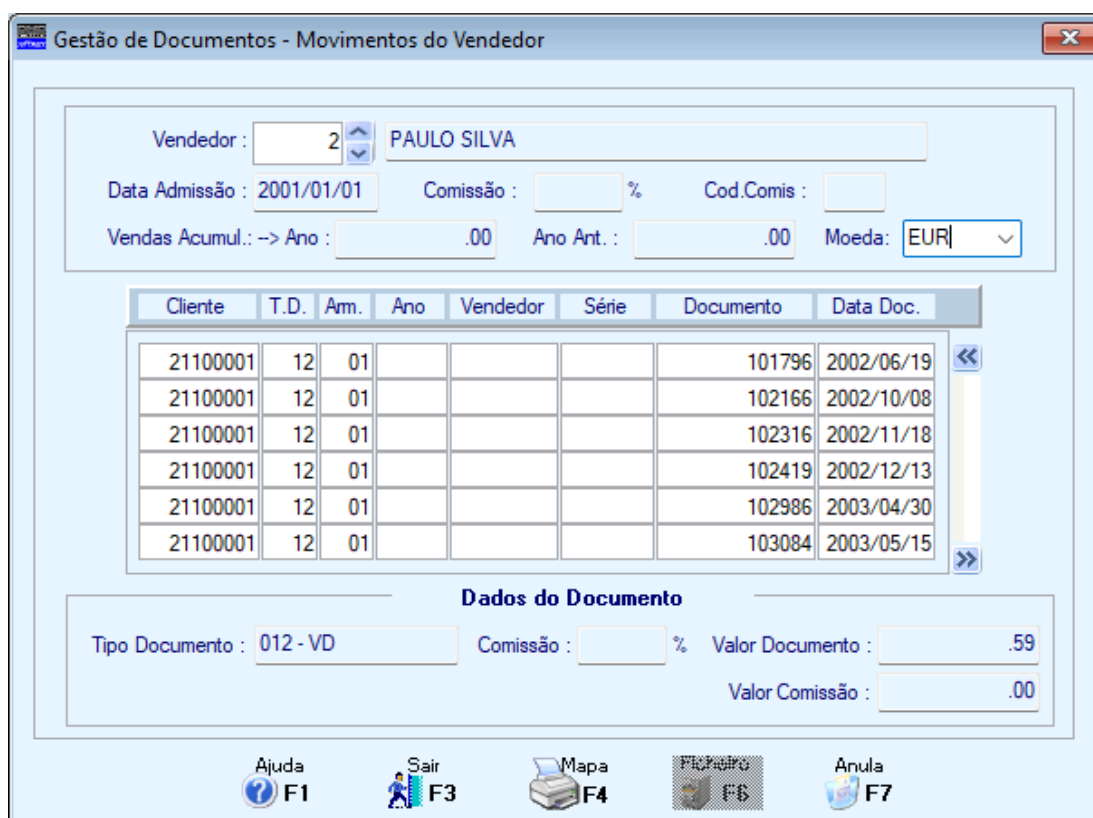 Gestão de Documentos - Movimentos do Vendedor
Vendedor : 2 PAULO SILVA
Data Admissão : 2001/01/01 Comissão : % Cod.Comis :
Vendas Acumul.: --> Ano : .00 Ano Ant. : .00 Moeda: EUR
Cliente T.D. Arm. Ano Vendedor Série Documento Data Doc.
21100001 12 01 101796 2002/06/19
21100001 12 01 102166 2002/10/08
21100001 12 01 102316 2002/11/18
21100001 12 01 102419 2002/12/13
21100001 12 01 102986 2003/04/30
21100001 12 01 103084 2003/05/15
Dados do Documento
Tipo Documento : 012 - VD Comissão : % Valor Documento : .59
Valor Comissão : .00
Ajuda F1 Sair F3 Mapa F4 Ficheiro F6 Anula F7